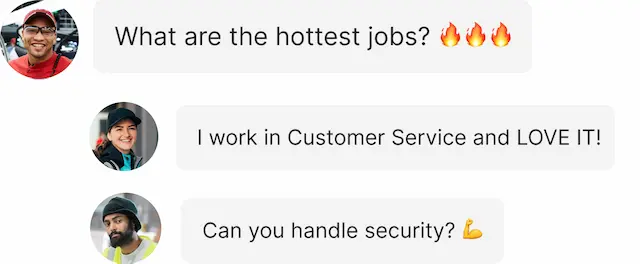 What are the hottest jobs? 🔥🔥🔥
I work in Customer Service and LOVE IT!
Can you handle security? 💪